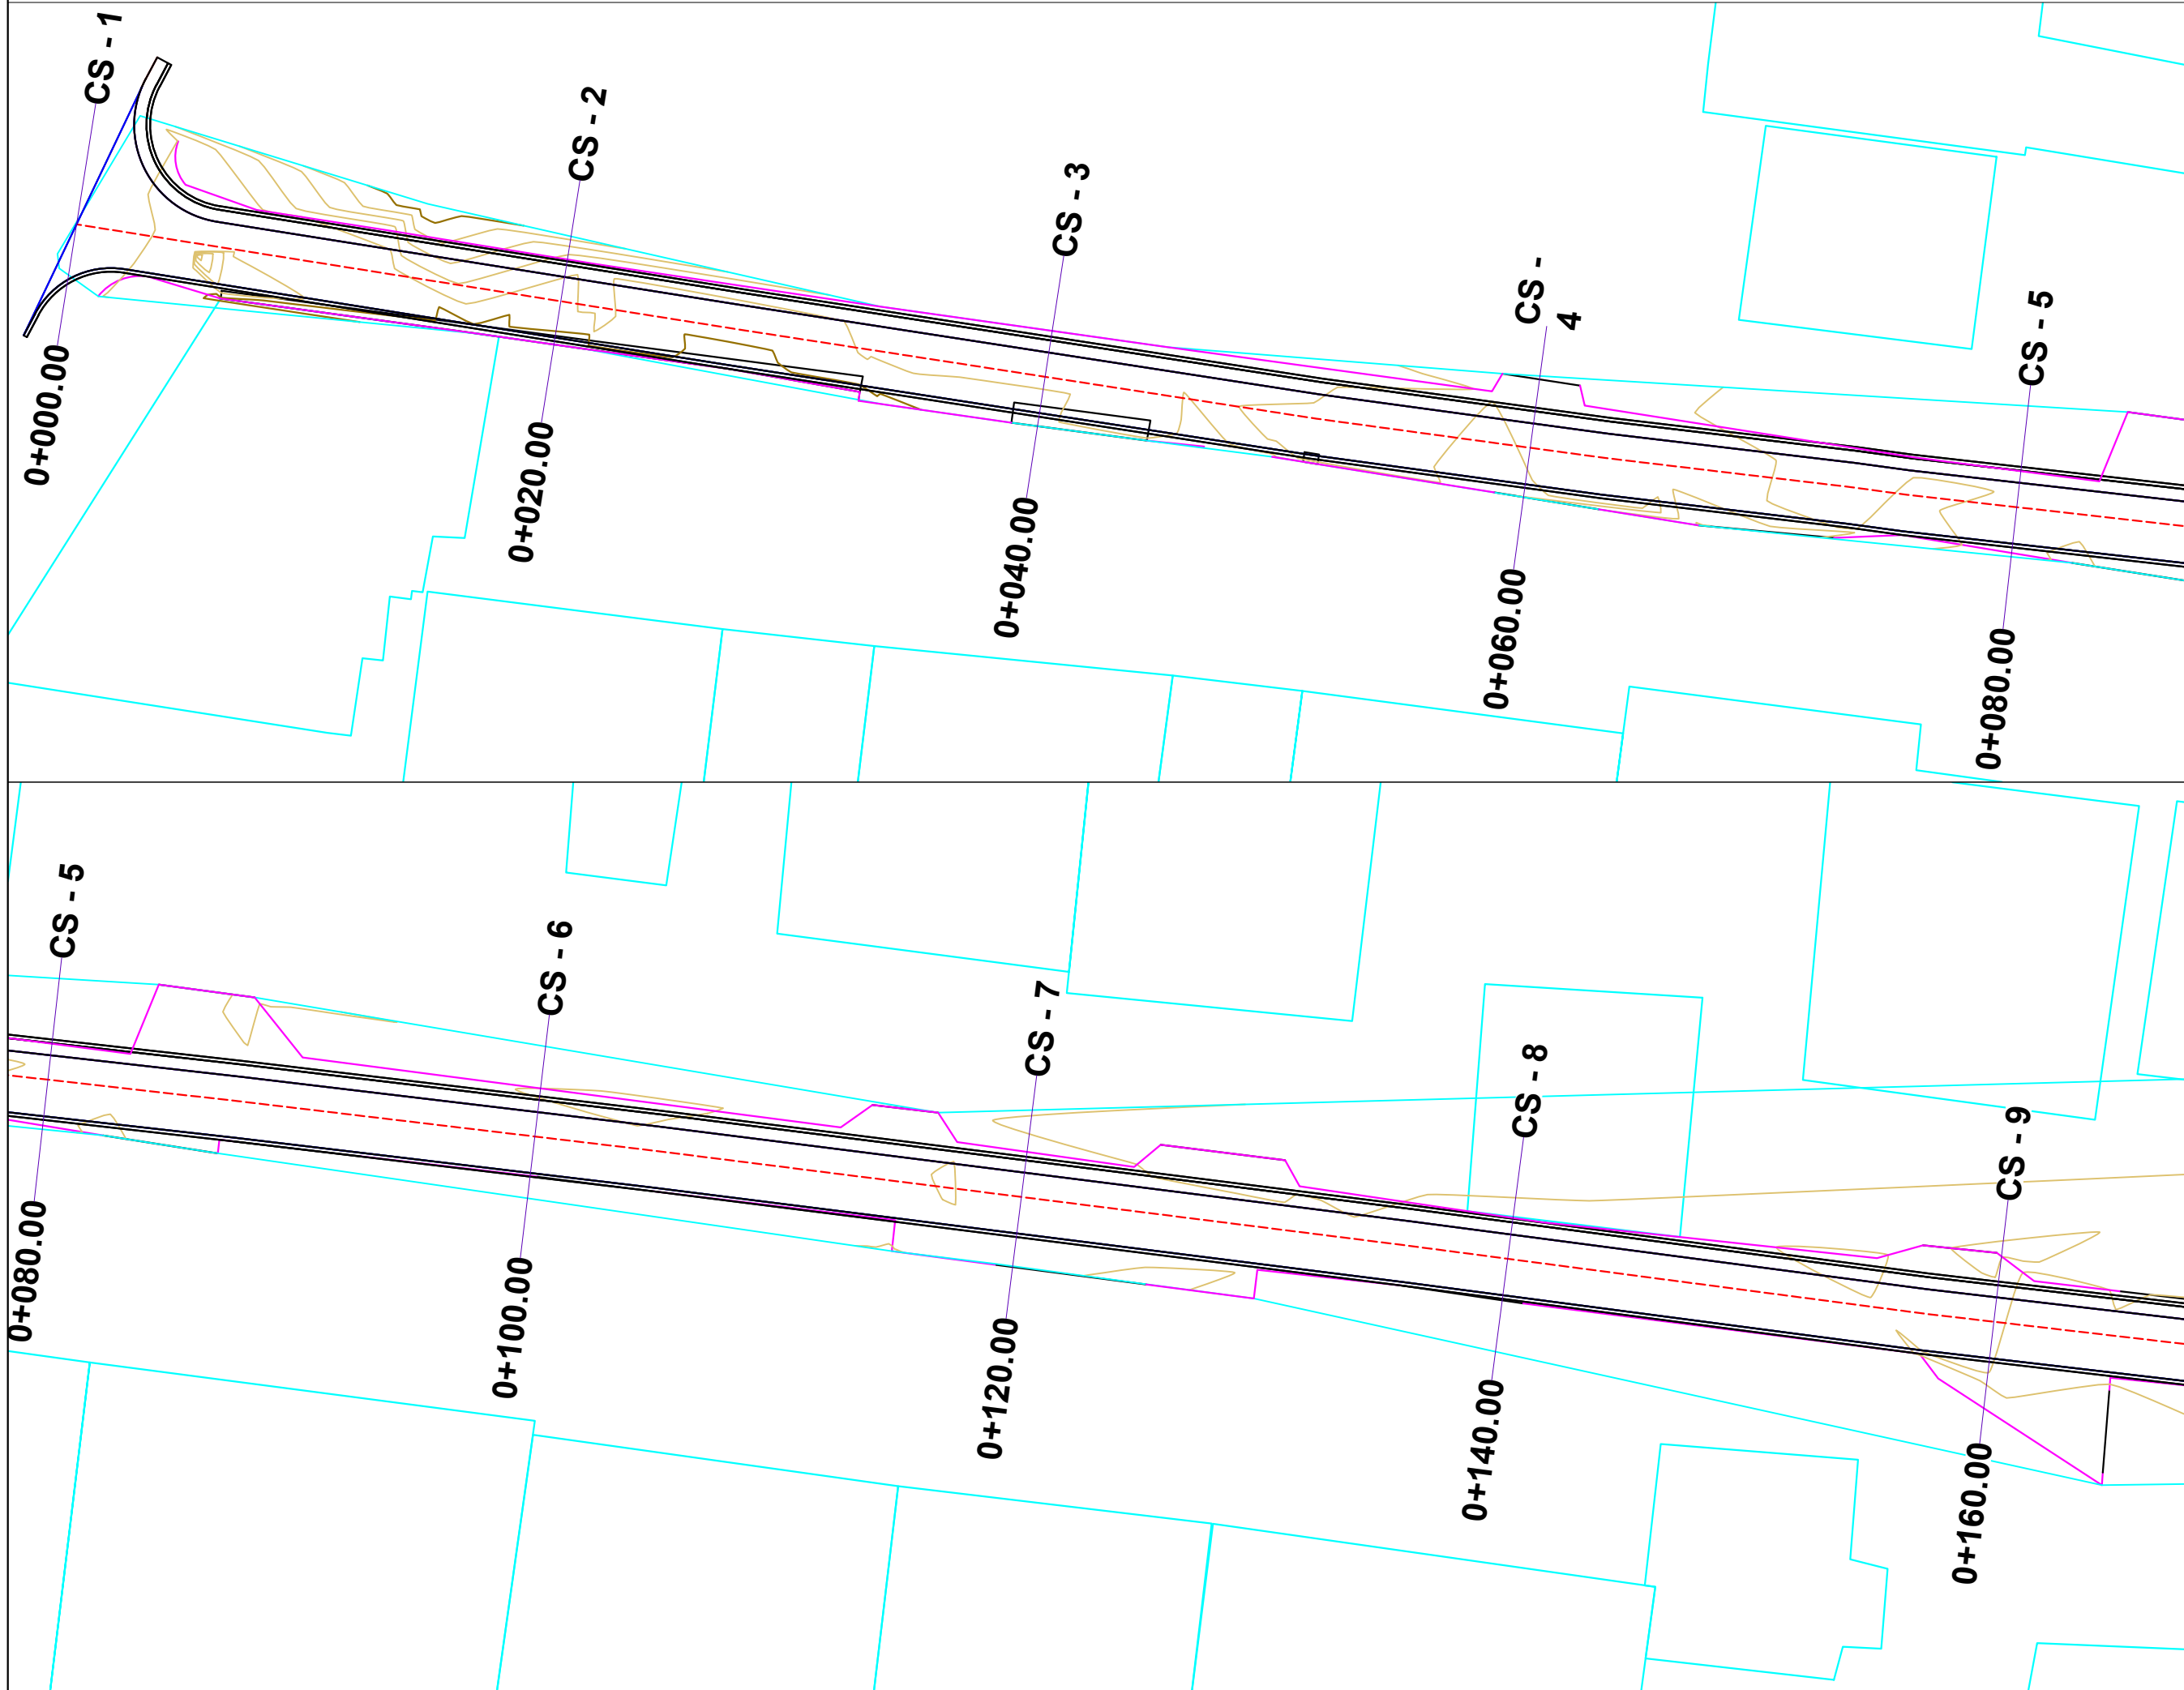 CS - 1
CS - 2
CS - 3
CS -
4
CS - 5
0+000.00
0+020.00
0+040.00
0+060.00
0+080.00
CS - 5
CS - 6
CS - 7
CS - 8
CS - 9
0+080.00
0+100.00
0+120.00
0+140.00
0+160.00